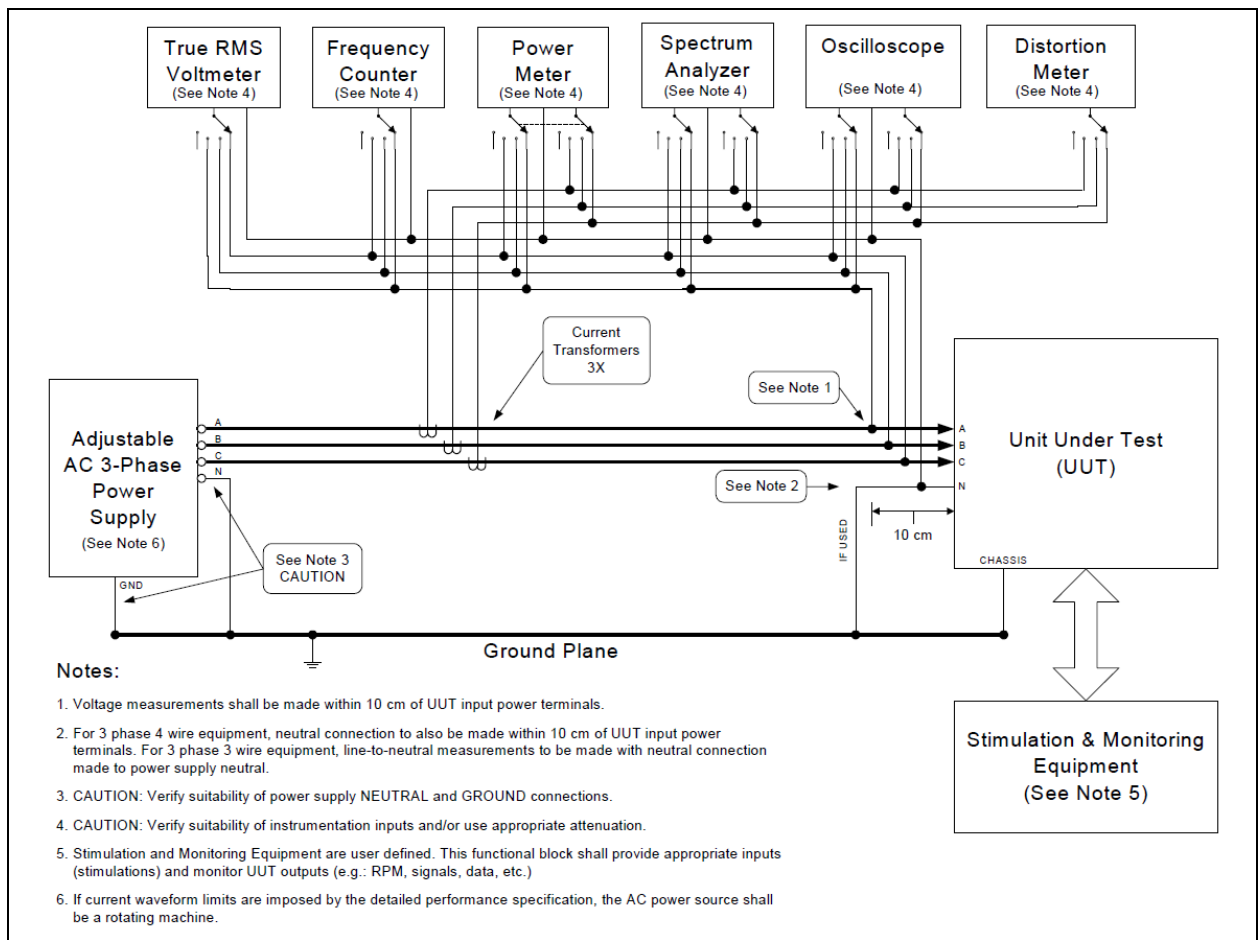 True RMS
Voltmeter
(See Note 4)
Frequency
Counter
(See Note 4)
Power
Meter
(See Note 4)
Spectrum
Analyzer
(See Note 4)
Oscilloscope
(See Note 4)
Distortion
Meter
(See Note 4)
Current
Transformers
3X
See Note 1
See Note 2
10 cm
IF USED
Adjustable
AC 3-Phase
Power
Supply
(See Note 6)
A
B
C
N
GND
See Note 3
CAUTION
A
B
C
N
Unit Under Test
(UUT)
CHASSIS
Ground Plane
Stimulation & Monitoring
Equipment
(See Note 5)
Notes:
1. Voltage measurements shall be made within 10 cm of UUT input power terminals.
2. For 3 phase 4 wire equipment, neutral connection to also be made within 10 cm of UUT input power
terminals. For 3 phase 3 wire equipment, line-to-neutral measurements to be made with neutral connection
made to power supply neutral.
3. CAUTION: Verify suitability of power supply NEUTRAL and GROUND connections.
4. CAUTION: Verify suitability of instrumentation inputs and/or use appropriate attenuation.
5. Stimulation and Monitoring Equipment are user defined. This functional block shall provide appropriate inputs
(stimulations) and monitor UUT outputs (e.g.: RPM, signals, data, etc.)
6. If current waveform limits are imposed by the detailed performance specification, the AC power source shall
be a rotating machine.